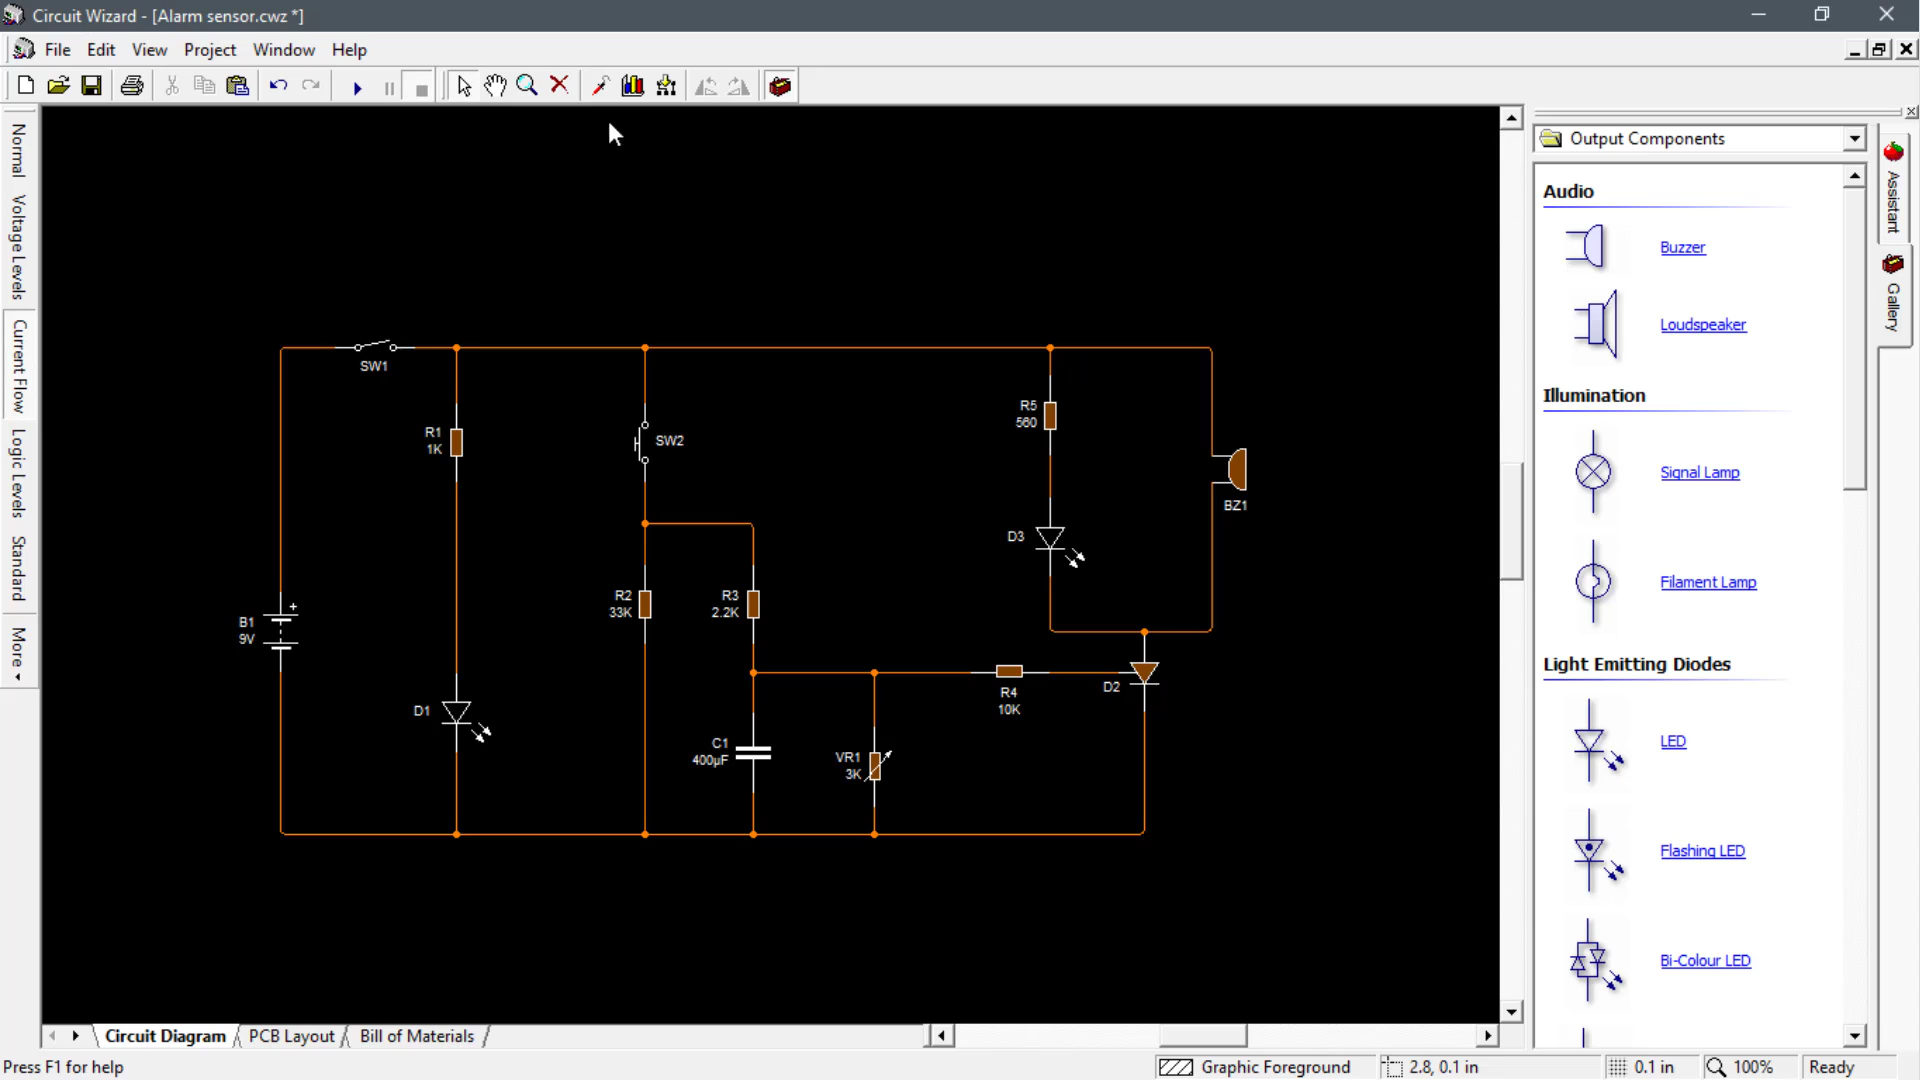 Circuit Wizard - [Alarm sensor.cwz *]
File Edit View Project Window Help
Normal
Voltage Levels
Current Flow
Logic Levels
Standard
More
SW1
R1
1K
SW2
R5
560
BZ1
D3
R2
33K
R3
2.2K
B1
9V
+
R4
10K
D2
D1
C1
400µF
VR1
3K
Output Components
Audio
Buzzer
Loudspeaker
Illumination
Signal Lamp
Filament Lamp
Light Emitting Diodes
LED
Flashing LED
Bi-Colour LED
Assistant
Gallery
Circuit Diagram PCB Layout Bill of Materials
Press F1 for help Graphic Foreground 2.8, 0.1 in 0.1 in 100% Ready